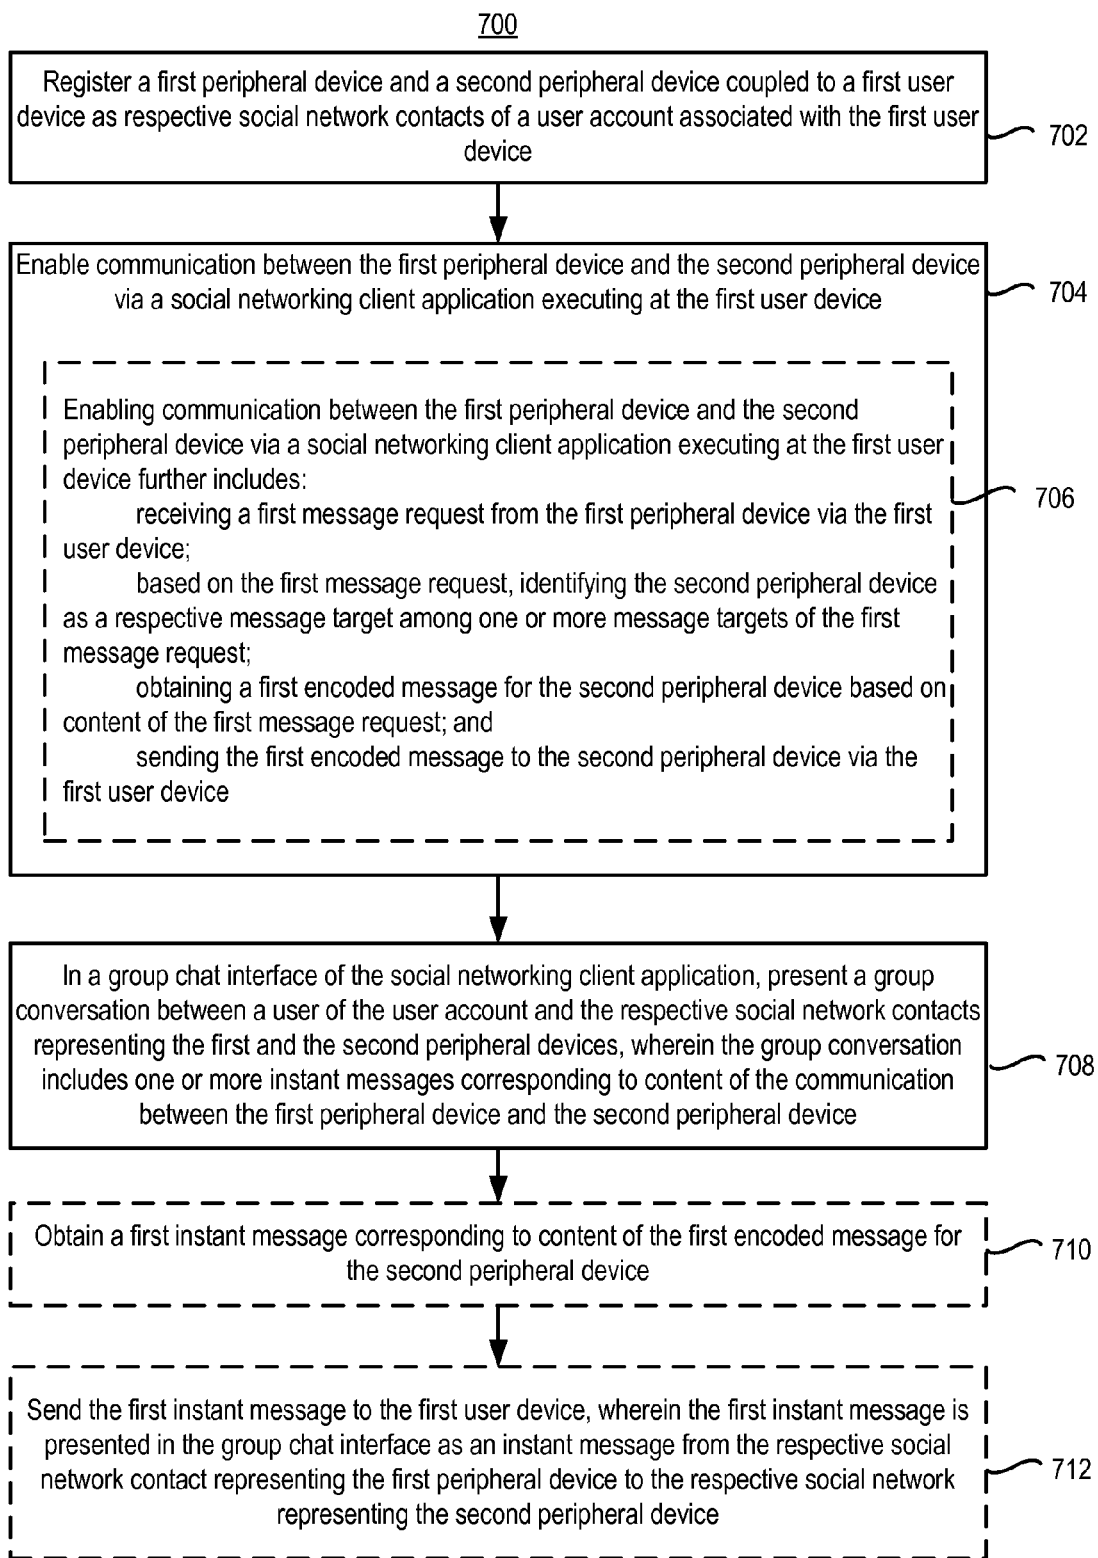 700
Register a first peripheral device and a second peripheral device coupled to a first user
device as respective social network contacts of a user account associated with the first user
device
702
Enable communication between the first peripheral device and the second peripheral device
via a social networking client application executing at the first user device
704
Enabling communication between the first peripheral device and the second
peripheral device via a social networking client application executing at the first user
device further includes:
receiving a first message request from the first peripheral device via the first
user device;
based on the first message request, identifying the second peripheral device
as a respective message target among one or more message targets of the first
message request;
obtaining a first encoded message for the second peripheral device based on
content of the first message request; and
sending the first encoded message to the second peripheral device via the
first user device
706
In a group chat interface of the social networking client application, present a group
conversation between a user of the user account and the respective social network contacts
representing the first and the second peripheral devices, wherein the group conversation
includes one or more instant messages corresponding to content of the communication
between the first peripheral device and the second peripheral device
708
Obtain a first instant message corresponding to content of the first encoded message for
the second peripheral device
710
Send the first instant message to the first user device, wherein the first instant message is
presented in the group chat interface as an instant message from the respective social
network contact representing the first peripheral device to the respective social network
representing the second peripheral device
712